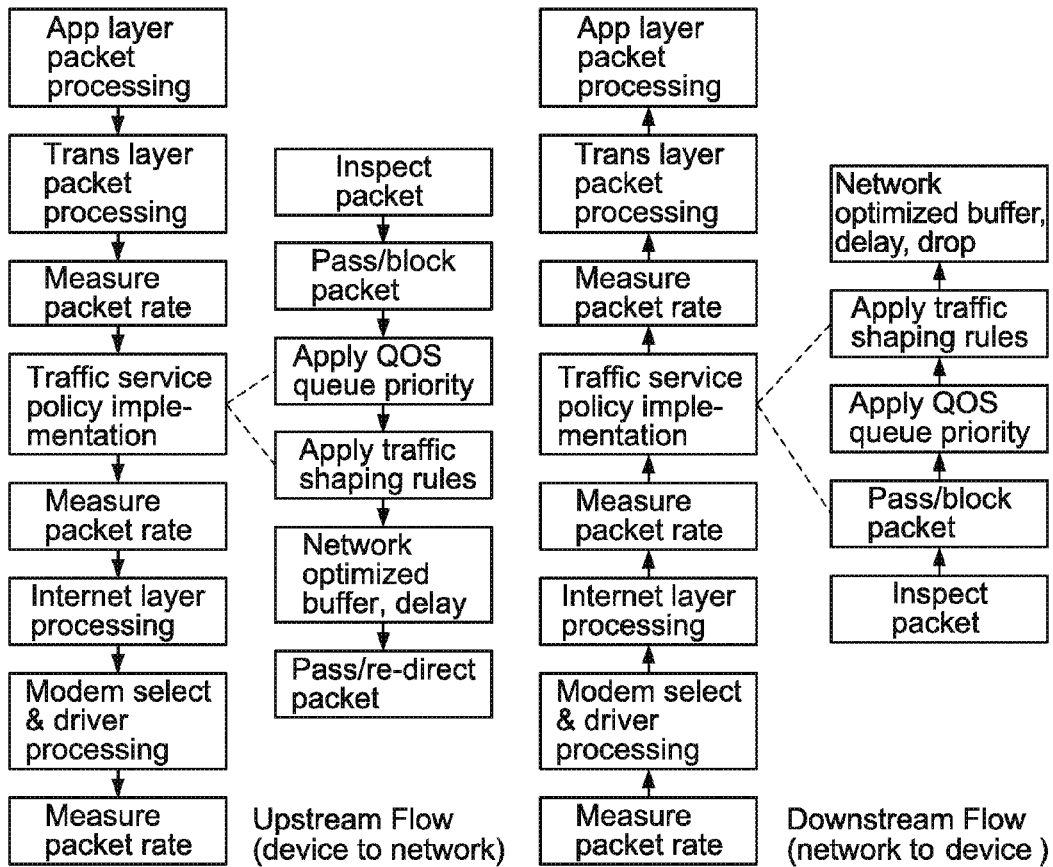 App layer
packet
processing
Trans layer
packet
processing
Measure
packet rate
Traffic service
policy imple-
mentation
Measure
packet rate
Internet layer
processing
Modem select
& driver
processing
Measure
packet rate
Inspect
packet
Pass/block
packet
Apply QOS
queue priority
Apply traffic
shaping rules
Network
optimized
buffer, delay
Pass/re-direct
packet
Upstream Flow
(device to network)
App layer
packet
processing
Trans layer
packet
processing
Measure
packet rate
Traffic service
policy imple-
mentation
Measure
packet rate
Internet layer
processing
Modem select
& driver
processing
Measure
packet rate
Network
optimized buffer,
delay, drop
Apply traffic
shaping rules
Apply QOS
queue priority
Pass/block
packet
Inspect
packet
Downstream Flow
(network to device )